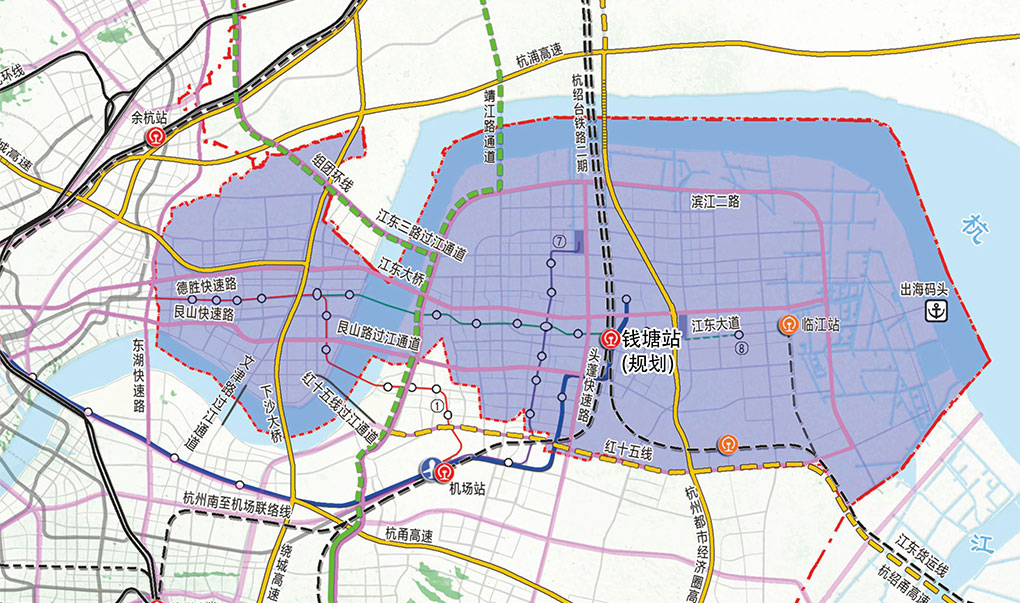 杭浦高速
九环线
余杭站
城高速
靖江路通道
杭绍台铁路二期
组团环线
滨江二路
江东三路过江通道
杭
⑦
江东大桥
德胜快速路
艮山快速路
出海码头
艮山路过江通道
江东大道
临江站
钱塘站
(规划)
⑧
东湖快速路
文津路过江通道
下沙大桥
红十五线过江通道
头蓬快速路
①
红十五线
机场站
杭州南至机场联络线
杭甬高速
绕城高速
杭州都市经济圈高
江东货运线
杭绍甬高速
江